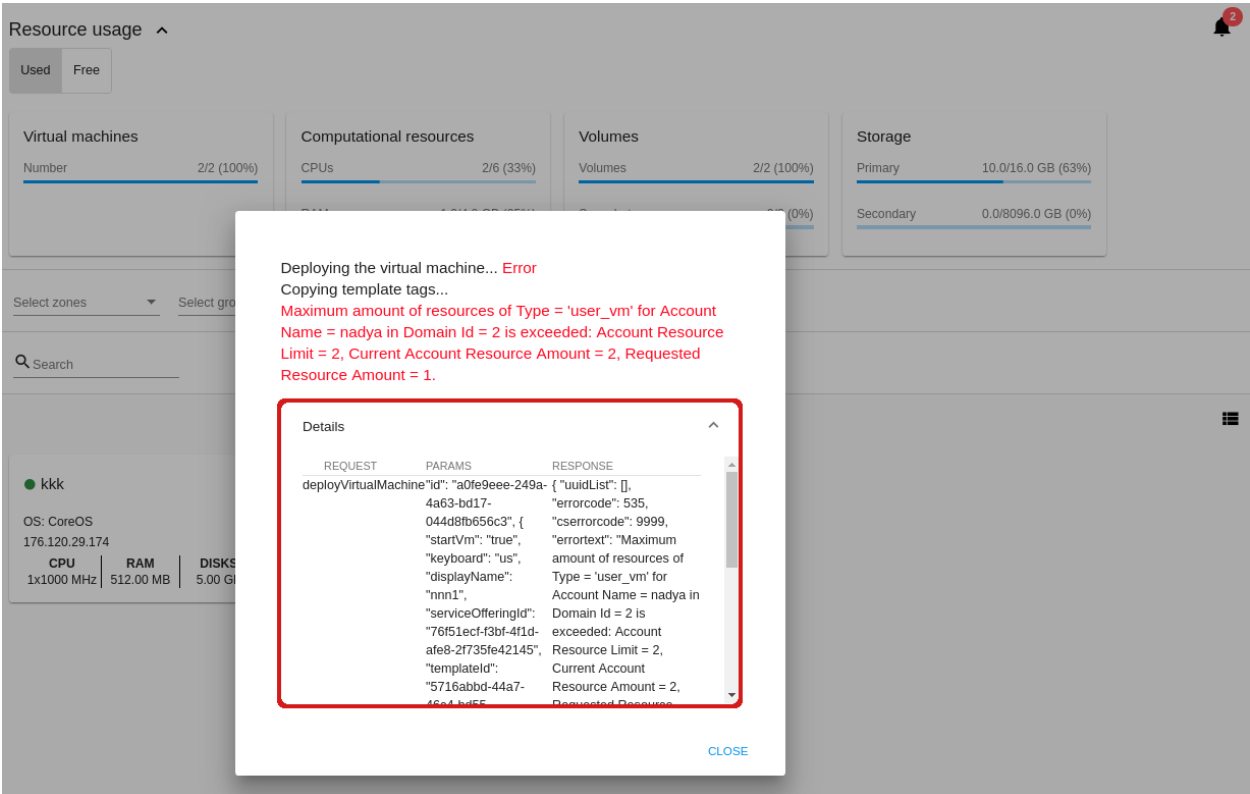 Resource usage
2
Used Free
Virtual machines
Number 2/2 (100%)
Computational resources
CPUs 2/6 (33%)
Volumes
Volumes 2/2 (100%)
(0%)
Storage
Primary 10.0/16.0 GB (63%)
Secondary 0.0/8096.0 GB (0%)
Select zones Select gro
Search
Deploying the virtual machine... Error
Copying template tags...
Maximum amount of resources of Type = 'user_vm' for Account
Name = nadya in Domain Id = 2 is exceeded: Account Resource
Limit = 2, Current Account Resource Amount = 2, Requested
Resource Amount = 1.
Details
REQUEST PARAMS RESPONSE
deployVirtualMachine "id": "a0fe9eee-249a- { "uuidList": [],
4a63-bd17- "errorcode": 535,
044d8fb656c3", { "cserrorcode": 9999,
"startVm": "true", "errortext": "Maximum
"keyboard": "us", amount of resources of
"displayName": Type = 'user_vm' for
"nnn1", Account Name = nadya in
"serviceOfferingId": Domain Id = 2 is
"76f51ecf-f3bf-4f1d- exceeded: Account
afe8-2f735fe42145", Resource Limit = 2,
"templateId": Current Account
"5716abbd-44a7- Resource Amount = 2,
Requested Resource
CLOSE
kkk
OS: CoreOS
176.120.29.174
CPU RAM DISKS
1x1000 MHz 512.00 MB 5.00 G